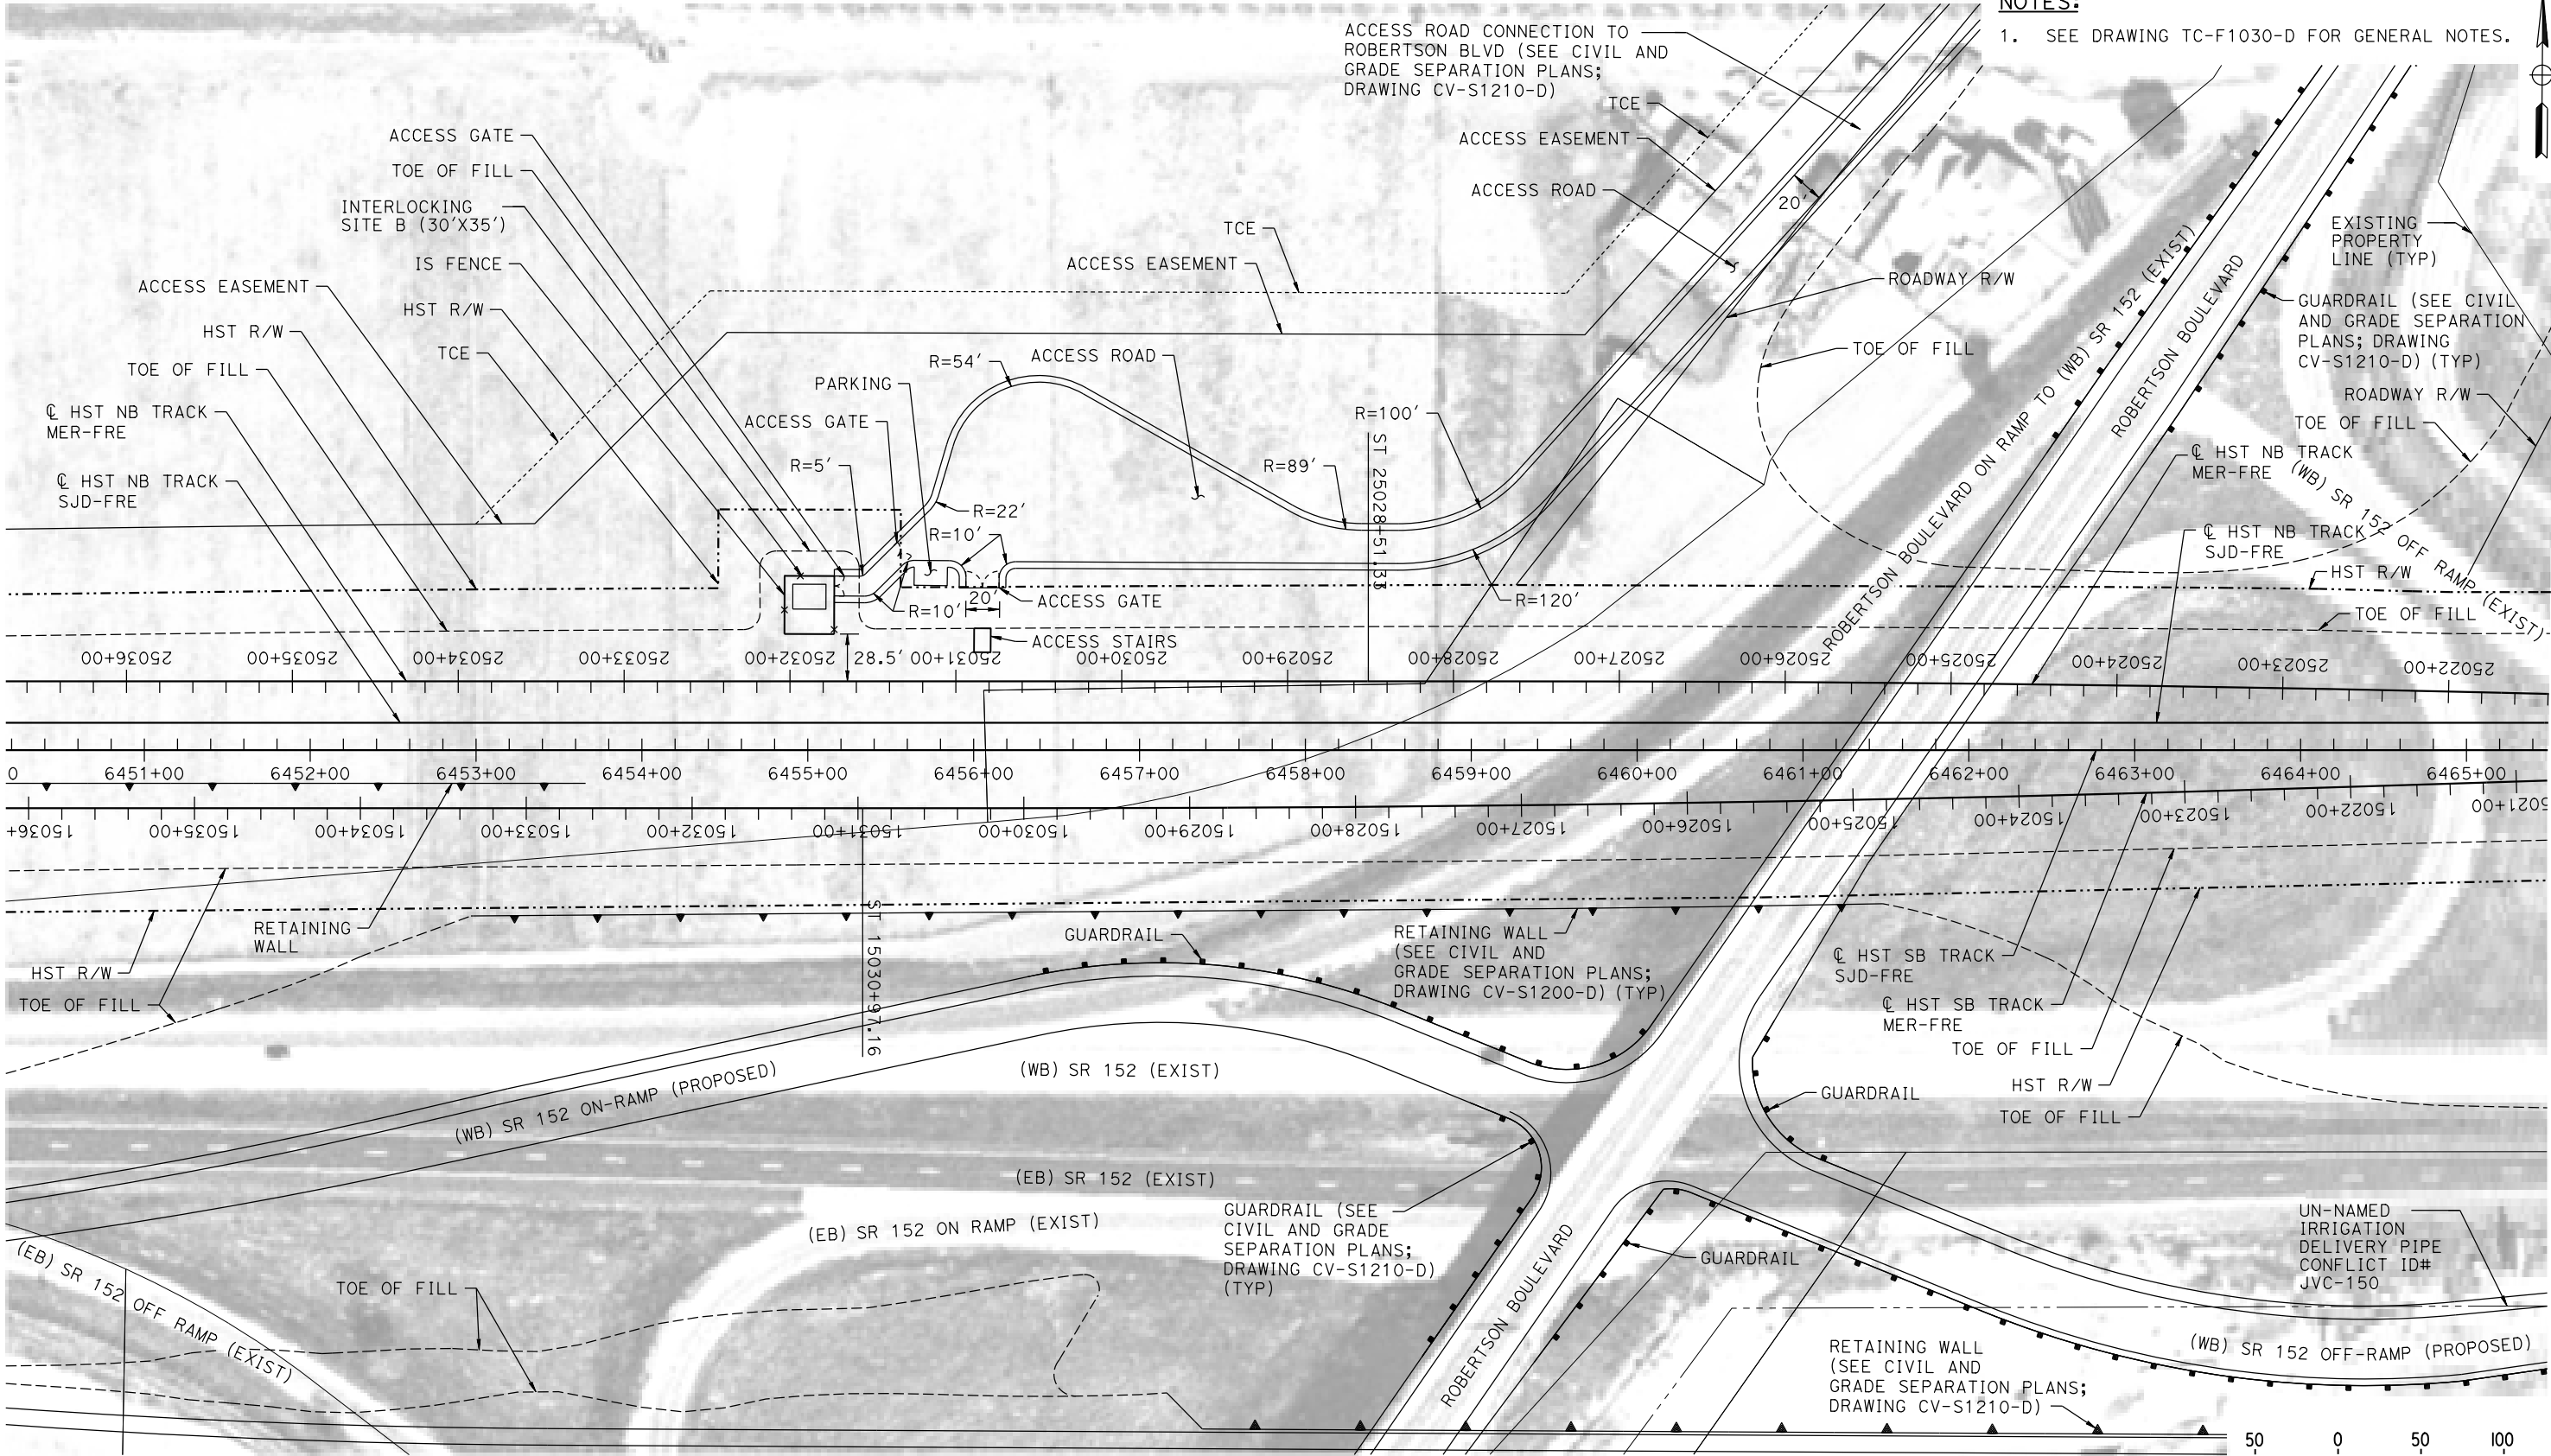 NOTES:
1. SEE DRAWING TC-F1030-D FOR GENERAL NOTES.
ACCESS ROAD CONNECTION TO
ROBERTSON BLVD (SEE CIVIL AND
GRADE SEPARATION PLANS;
DRAWING CV-S1210-D)
TCE
ACCESS EASEMENT
ACCESS ROAD
20'
ACCESS GATE
TOE OF FILL
INTERLOCKING
SITE B (30'X35')
IS FENCE
ACCESS EASEMENT
HST R/W
HST R/W
TCE
TOE OF FILL
℄ HST NB TRACK
MER-FRE
℄ HST NB TRACK
SJD-FRE
TCE
ACCESS EASEMENT
R=54'
ACCESS ROAD
PARKING
ACCESS GATE
R=5'
R=22'
R=10'
R=10'
20'
ACCESS GATE
ACCESS STAIRS
82.5'
R=89'
R=100'
R=120'
ST 25028+51.33
ROADWAY R/W
TOE OF FILL
EXISTING
PROPERTY
LINE (TYP)
GUARDRAIL (SEE CIVIL
AND GRADE SEPARATION
PLANS; DRAWING
CV-S1210-D) (TYP)
ROADWAY R/W
TOE OF FILL
ROBERTSON BOULEVARD ON RAMP TO (WB) SR 152 (EXIST)
ROBERTSON BOULEVARD
℄ HST NB TRACK
MER-FRE
(WB) SR 152 OFF RAMP (EXIST)
℄ HST NB TRACK
SJD-FRE
HST R/W
TOE OF FILL
25036+00
25035+00
25034+00
25033+00
25032+00
25031+00
25030+00
25029+00
25028+00
25027+00
25026+00
25025+00
25024+00
25023+00
25022+00
0
6451+00
6452+00
6453+00
6454+00
6455+00
6456+00
6457+00
6458+00
6459+00
6460+00
6461+00
6462+00
6463+00
6464+00
6465+00
15036+
15035+00
15034+00
15033+00
15032+00
15031+00
15030+00
15029+00
15028+00
15027+00
15026+00
15025+00
15024+00
15023+00
15022+00
15021+00
RETAINING
WALL
HST R/W
TOE OF FILL
ST 15030+97.16
GUARDRAIL
RETAINING WALL
(SEE CIVIL AND
GRADE SEPARATION PLANS;
DRAWING CV-S1200-D) (TYP)
℄ HST SB TRACK
SJD-FRE
℄ HST SB TRACK
MER-FRE
TOE OF FILL
HST R/W
TOE OF FILL
GUARDRAIL
(WB) SR 152 ON-RAMP (PROPOSED)
(WB) SR 152 (EXIST)
(EB) SR 152 (EXIST)
(EB) SR 152 ON RAMP (EXIST)
(EB) SR 152 OFF RAMP (EXIST)
TOE OF FILL
GUARDRAIL (SEE
CIVIL AND GRADE
SEPARATION PLANS;
DRAWING CV-S1210-D)
(TYP)
ROBERTSON BOULEVARD
GUARDRAIL
UN-NAMED
IRRIGATION
DELIVERY PIPE
CONFLICT ID#
JVC-150
(WB) SR 152 OFF-RAMP (PROPOSED)
RETAINING WALL
(SEE CIVIL AND
GRADE SEPARATION PLANS;
DRAWING CV-S1210-D)
50 0 50 100